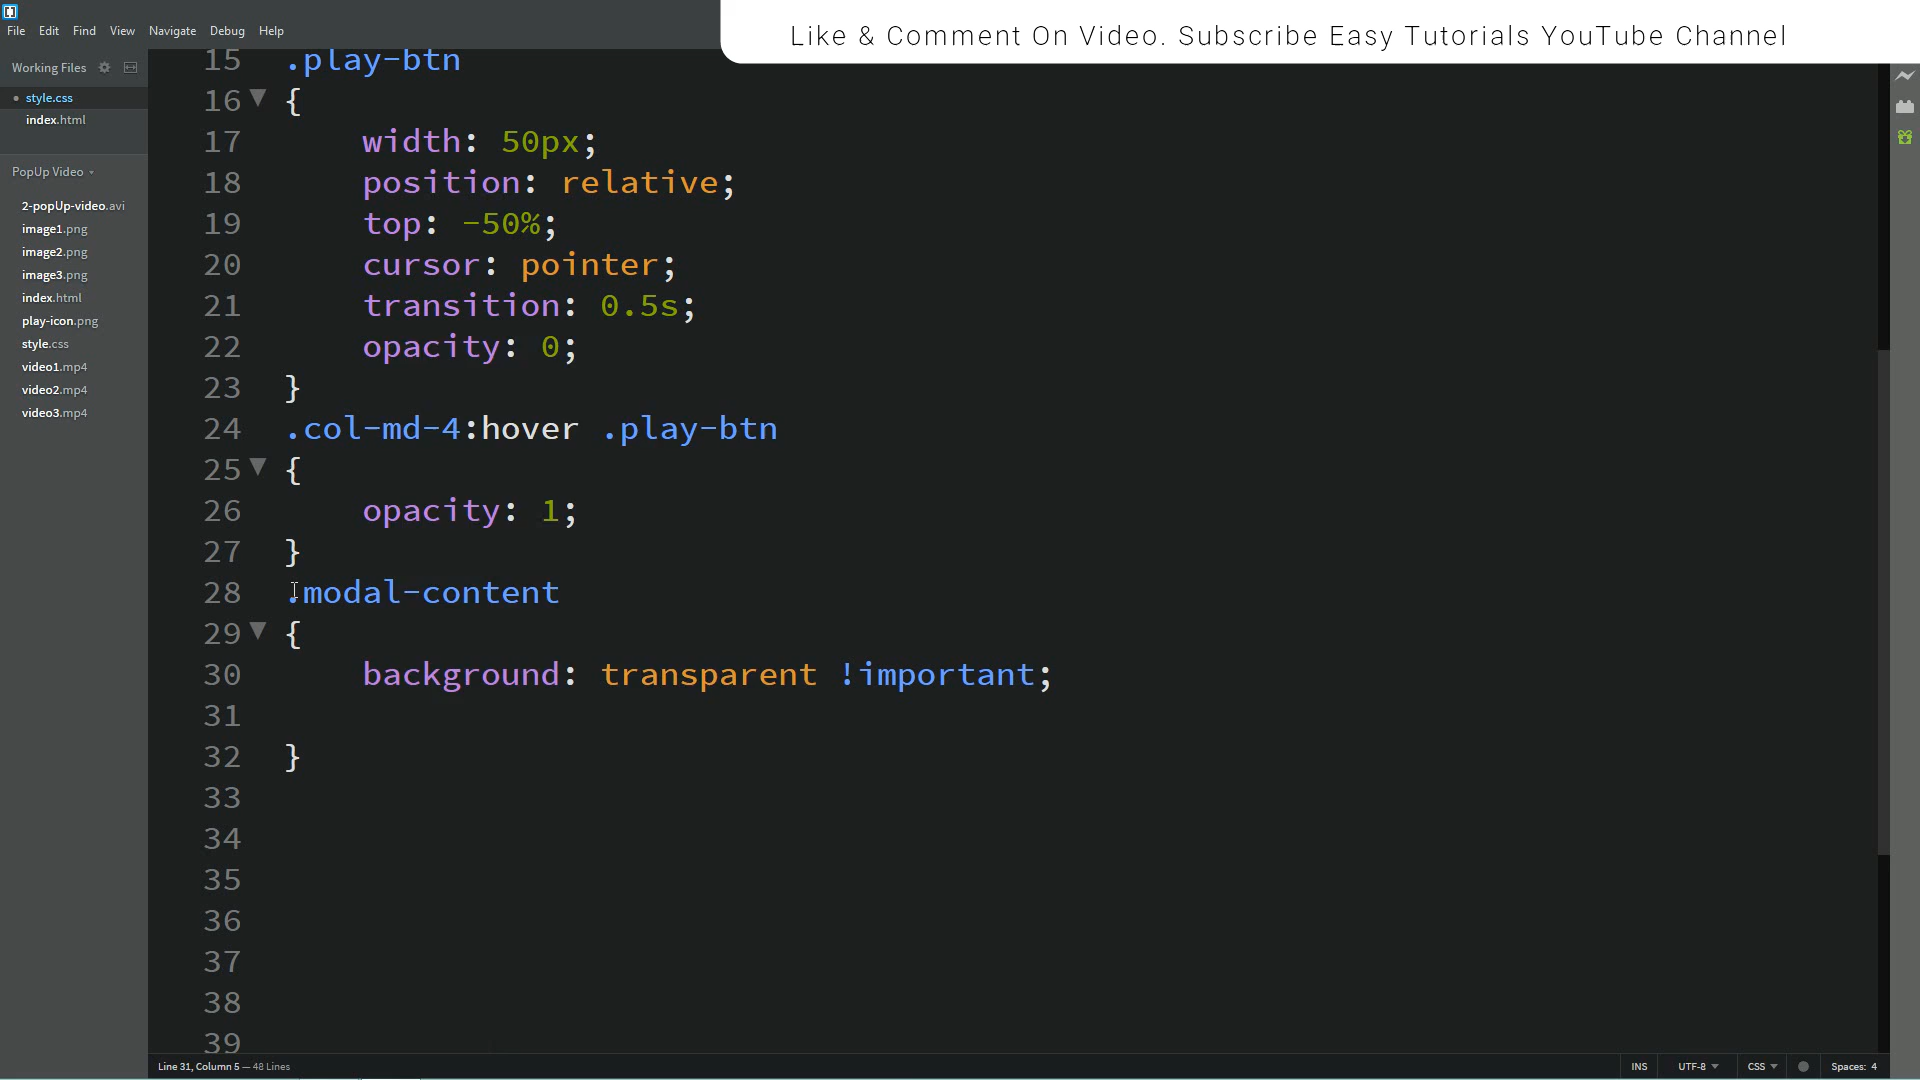 File Edit Find View Navigate Debug Help
Like & Comment On Video. Subscribe Easy Tutorials YouTube Channel
Working Files
style.css
index.html
PopUp Video
2-popUp-video.avi
image1.png
image2.png
image3.png
index.html
play-icon.png
style.css
video1.mp4
video2.mp4
video3.mp4
15 .play-btn
16 {
17 width: 50px;
18 position: relative;
19 top: -50%;
20 cursor: pointer;
21 transition: 0.5s;
22 opacity: 0;
23 }
24 .col-md-4:hover .play-btn
25 {
26 opacity: 1;
27 }
28 .modal-content
29 {
30 background: transparent !important;
31
32 }
33
34
35
36
37
38
39
Line 31, Column 5 — 48 Lines
INS UTF-8 CSS Spaces: 4